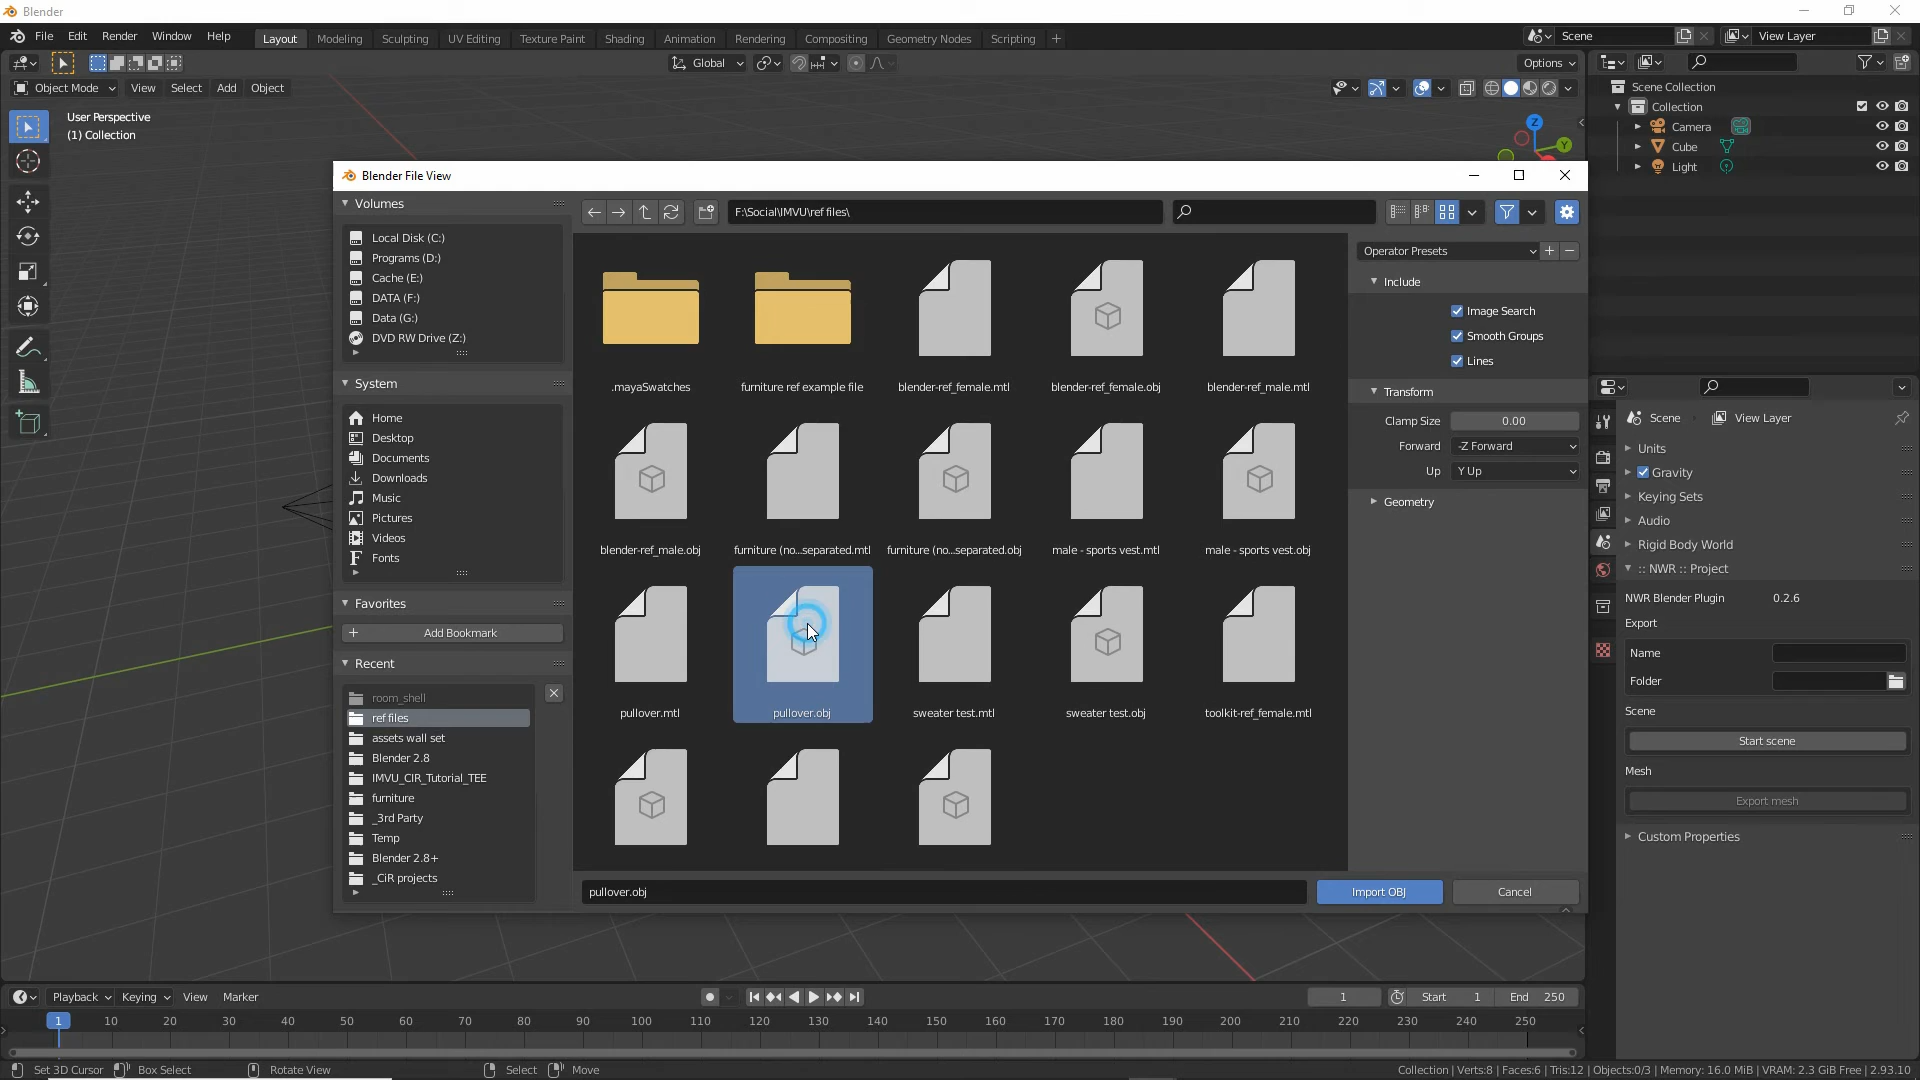 Blender
File Edit Render Window Help
Layout Modeling Sculpting UV Editing Texture Paint Shading Animation Rendering Compositing Geometry Nodes Scripting +
Scene
View Layer
Global
Options
Object Mode View Select Add Object
User Perspective
(1) Collection
Z
Y
Scene Collection
Collection
Camera
Cube
Light
Blender File View
Volumes
Local Disk (C:)
Programs (D:)
Cache (E:)
DATA (F:)
Data (G:)
DVD RW Drive (Z:)
System
Home
Desktop
Documents
Downloads
Music
Pictures
Videos
Fonts
Favorites
Add Bookmark
Recent
room_shell
ref files
assets wall set
Blender 2.8
IMVU_CIR_Tutorial_TEE
furniture
_3rd Party
Temp
Blender 2.8+
_CiR projects
F:\Social\IMVU\ref files\
.mayaSwatches
furniture ref example file
blender-ref_female.mtl
blender-ref_female.obj
blender-ref_male.mtl
blender-ref_male.obj
furniture (no...separated.mtl
furniture (no...separated.obj
male - sports vest.mtl
male - sports vest.obj
pullover.mtl
pullover.obj
sweater test.mtl
sweater test.obj
toolkit-ref_female.mtl
pullover.obj
Import OBJ
Cancel
Operator Presets
Include
Image Search
Smooth Groups
Lines
Transform
Clamp Size 0.00
Forward -Z Forward
Up Y Up
Geometry
Scene View Layer
Units
Gravity
Keying Sets
Audio
Rigid Body World
:: NWR :: Project
NWR Blender Plugin 0.2.6
Export
Name
Folder
Scene
Start scene
Mesh
Export mesh
Custom Properties
Playback Keying View Marker
1
Start 1
End 250
1 10 20 30 40 50 60 70 80 90 100 110 120 130 140 150 160 170 180 190 200 210 220 230 240 250
Set 3D Cursor Box Select Rotate View Select Move
Collection | Verts:8 | Faces:6 | Tris:12 | Objects:0/3 | Memory: 16.0 MiB | VRAM: 2.3 GiB Free | 2.93.10